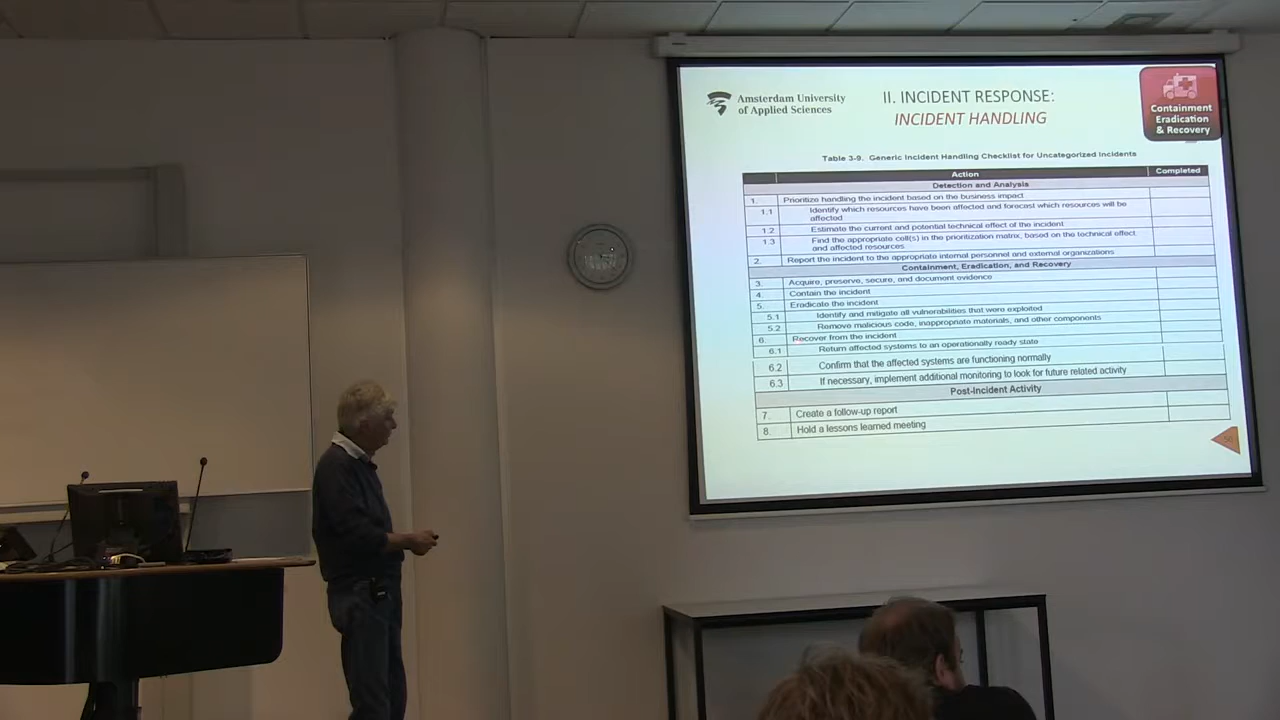 Amsterdam University
of Applied Sciences
II. INCIDENT RESPONSE:
INCIDENT HANDLING
Containment
Eradication
& Recovery
Table 3-9. Generic Incident Handling Checklist for Uncategorized Incidents
Action Completed
Detection and Analysis
1. Prioritize handling the incident based on the business impact
1.1 Identify which resources have been affected and forecast which resources will be
affected
1.2 Estimate the current and potential technical effect of the incident
1.3 Find the appropriate cell(s) in the prioritization matrix, based on the technical effect
and affected resources
2. Report the incident to the appropriate internal personnel and external organizations
Containment, Eradication, and Recovery
3. Acquire, preserve, secure, and document evidence
4. Contain the incident
5. Eradicate the incident
5.1 Identify and mitigate all vulnerabilities that were exploited
5.2 Remove malicious code, inappropriate materials, and other components
6. Recover from the incident
6.1 Return affected systems to an operationally ready state
6.2 Confirm that the affected systems are functioning normally
6.3 If necessary, implement additional monitoring to look for future related activity
Post-Incident Activity
7. Create a follow-up report
8. Hold a lessons learned meeting